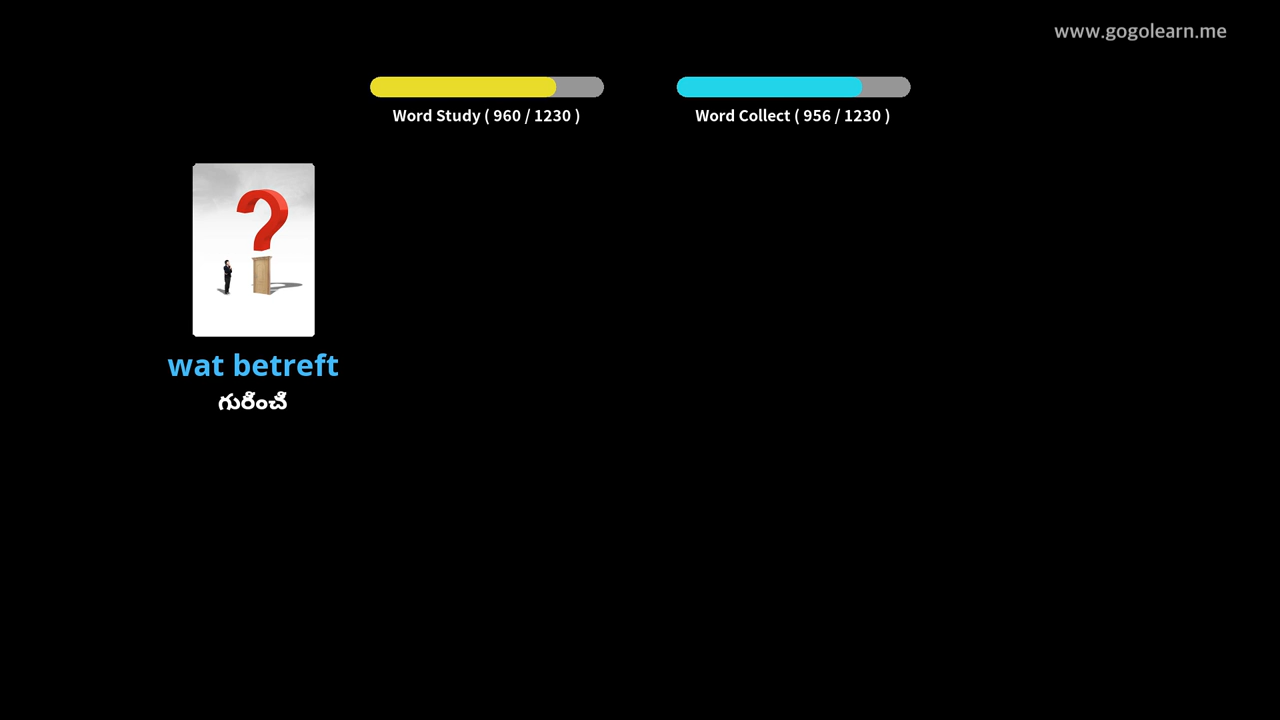 www.gogolearn.me
Word Study ( 960 / 1230 )
Word Collect ( 956 / 1230 )
wat betreft
గురించి